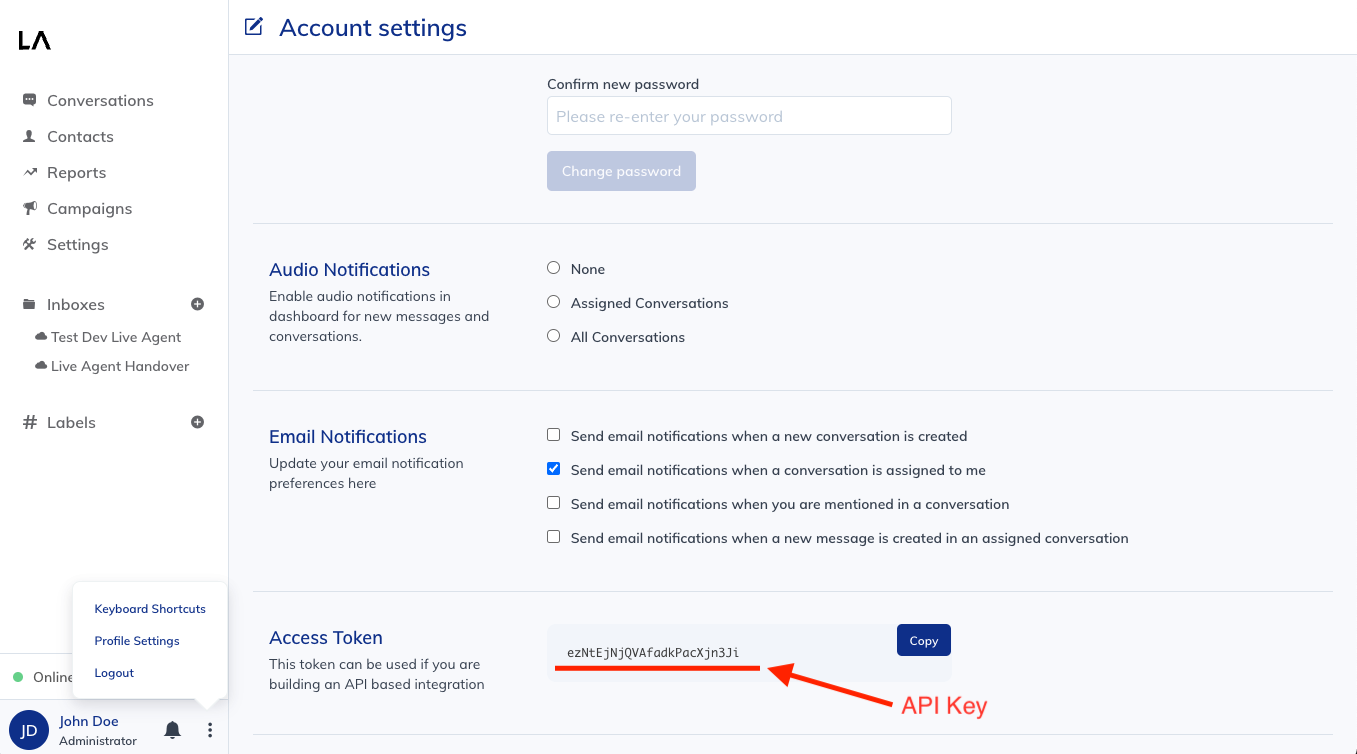 LA
Conversations
Contacts
Reports
Campaigns
Settings
Inboxes
Test Dev Live Agent
Live Agent Handover
Labels
Keyboard Shortcuts
Profile Settings
Logout
Online
JD
John Doe
Administrator
Account settings
Confirm new password
Please re-enter your password
Change password
Audio Notifications
Enable audio notifications in
dashboard for new messages and
conversations.
None
Assigned Conversations
All Conversations
Email Notifications
Update your email notification
preferences here
Send email notifications when a new conversation is created
Send email notifications when a conversation is assigned to me
Send email notifications when you are mentioned in a conversation
Send email notifications when a new message is created in an assigned conversation
Access Token
This token can be used if you are
building an API based integration
ezNtEjNjQVAfadkPacXjn3Ji
Copy
API Key